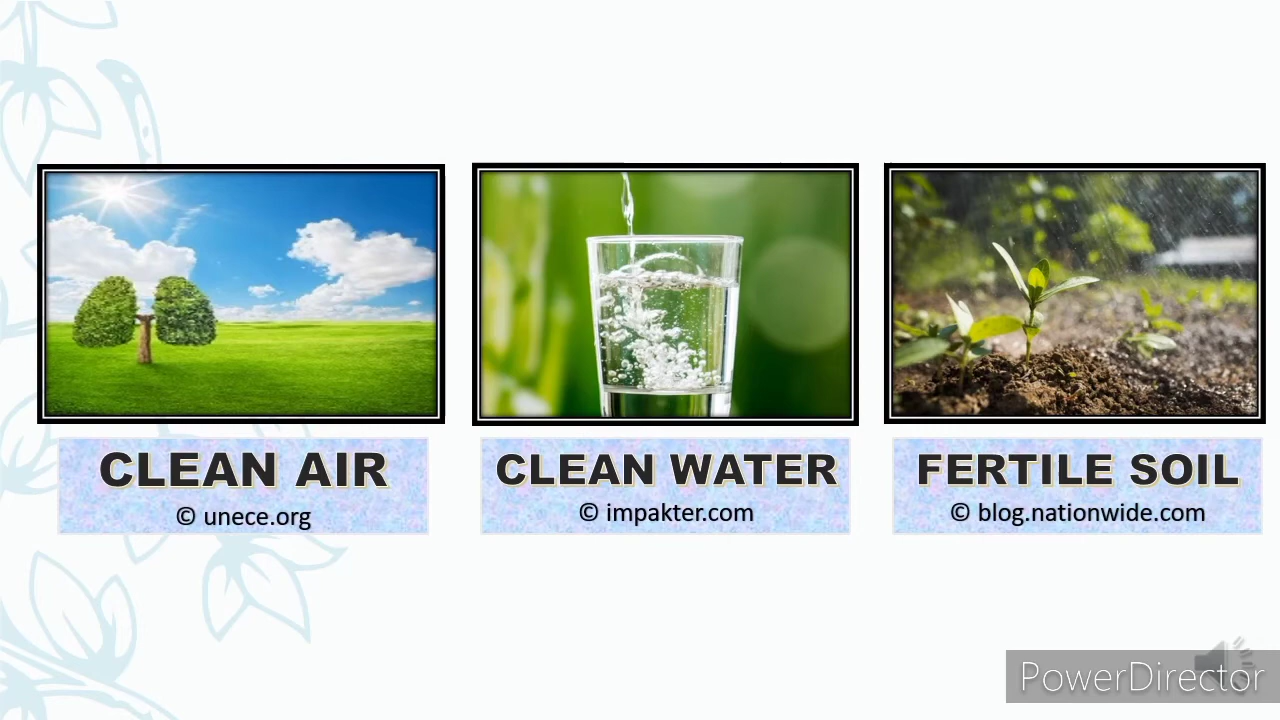 CLEAN AIR
© unece.org
CLEAN WATER
© impakter.com
FERTILE SOIL
© blog.nationwide.com
PowerDirector